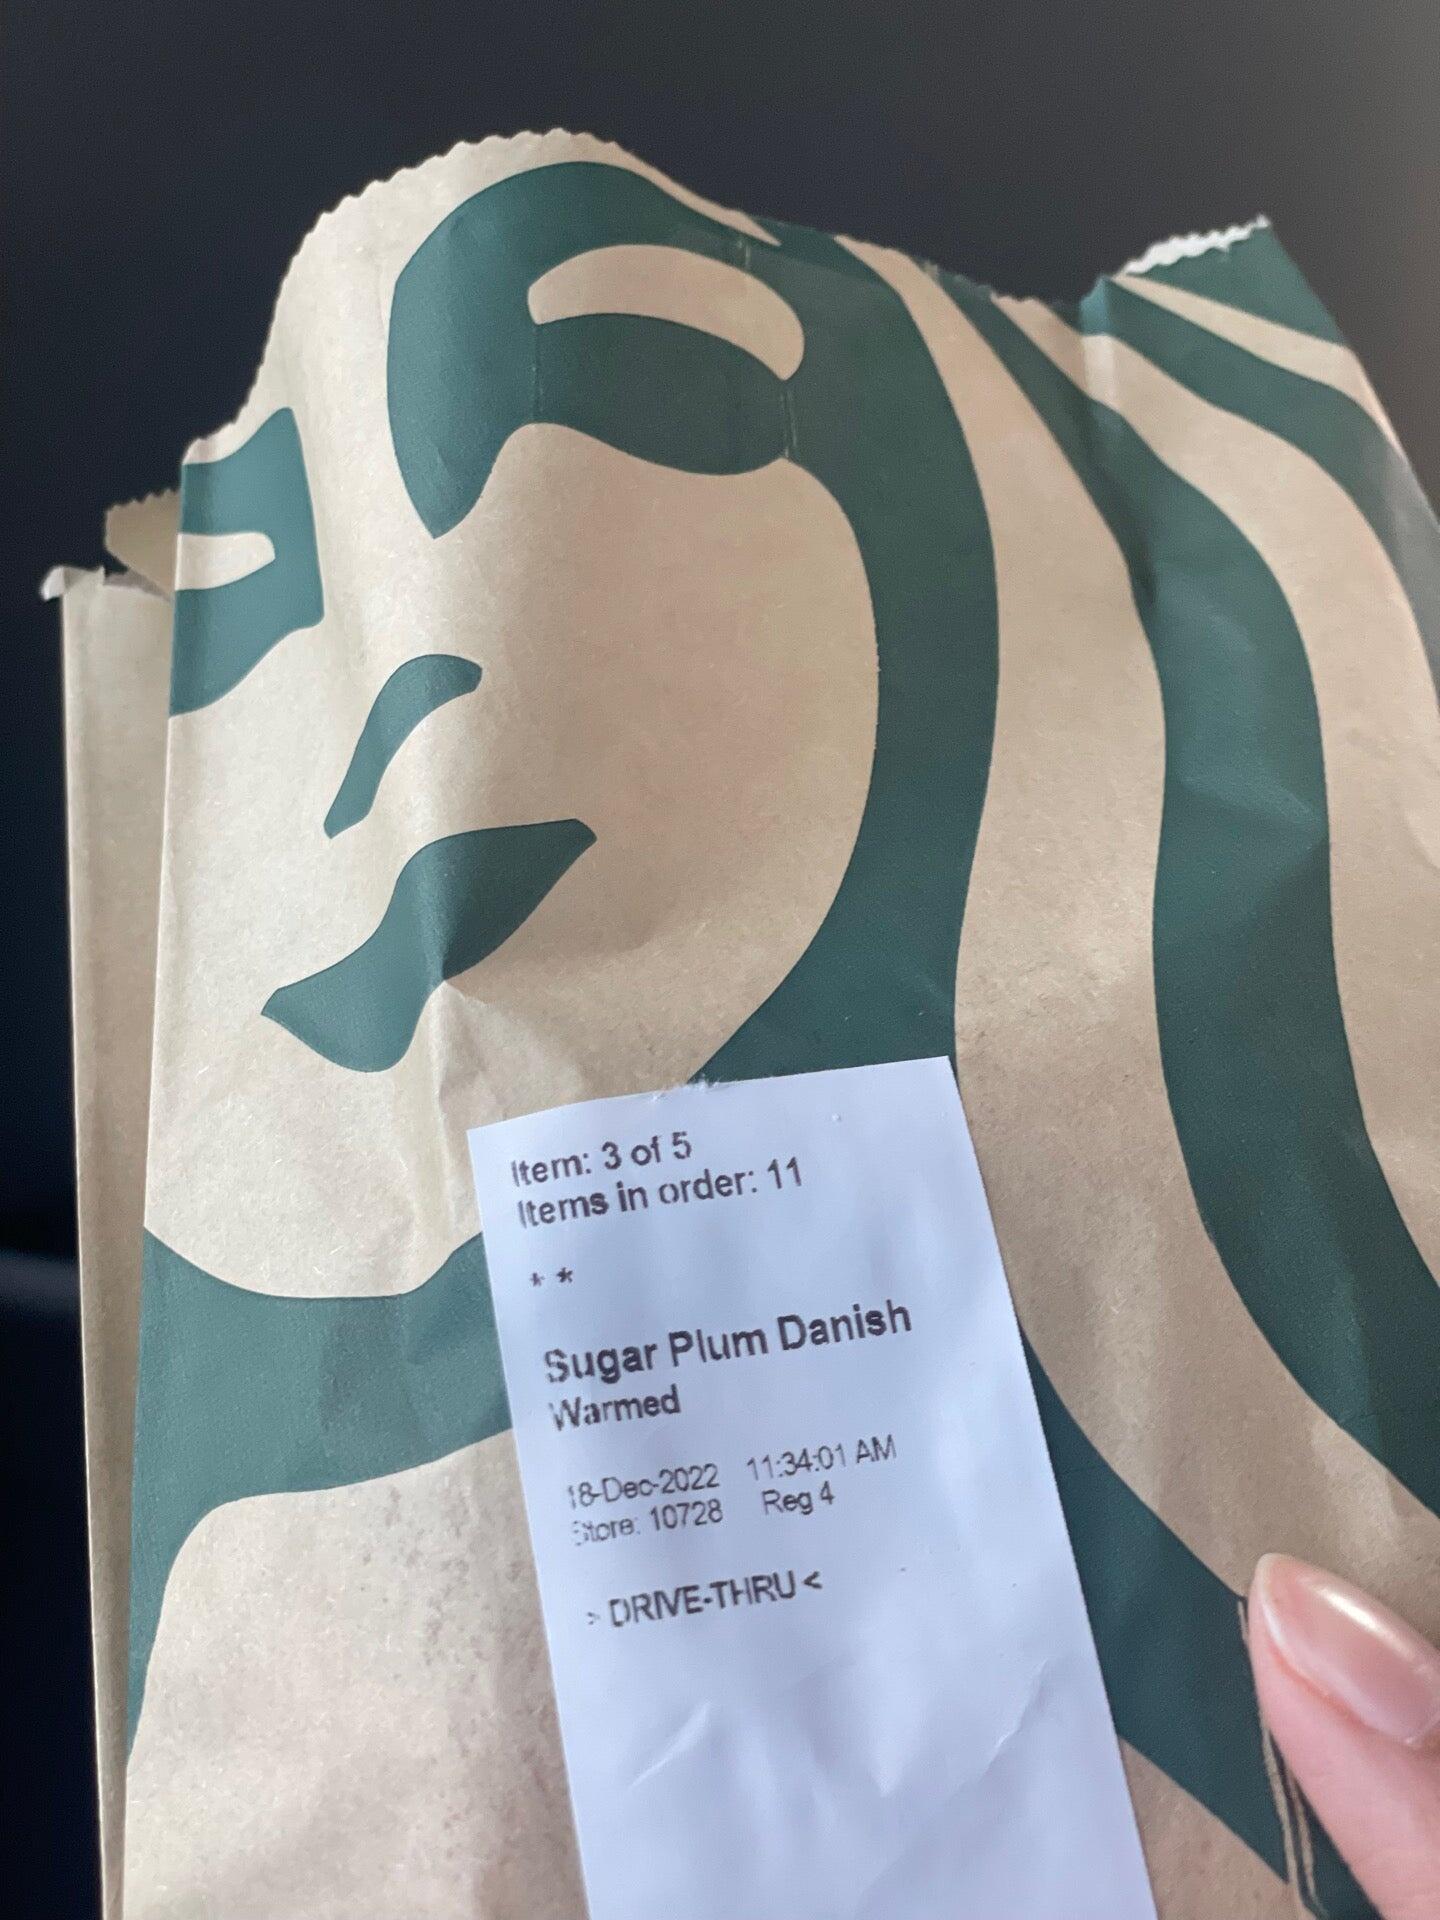 Item: 3 of 5
Items in order: 11
* *
Sugar Plum Danish
Warmed
18-Dec-2022 11:34:01 AM
Store: 10728 Reg 4
> DRIVE-THRU <